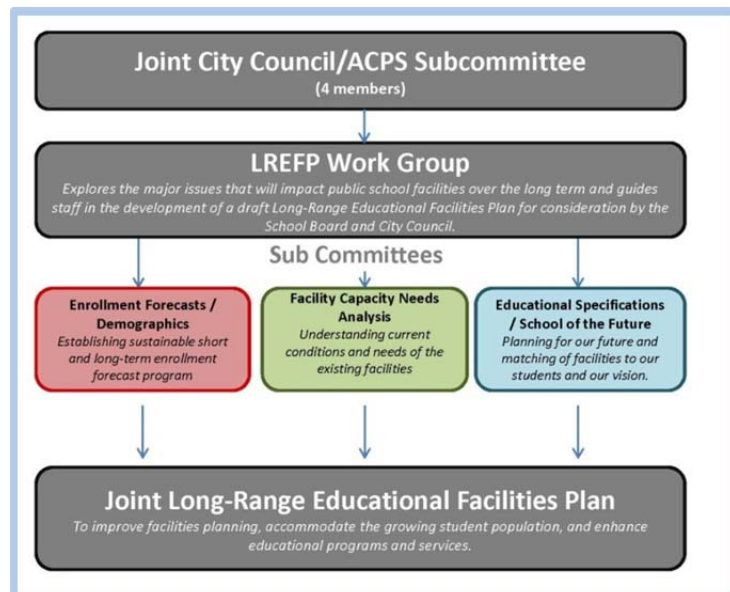 Joint City Council/ACPS Subcommittee
(4 members)
LREFP Work Group
Explores the major issues that will impact public school facilities over the long term and guides
staff in the development of a draft Long-Range Educational Facilities Plan for consideration by the
School Board and City Council.
Sub Committees
Enrollment Forecasts /
Demographics
Establishing sustainable short
and long-term enrollment
forecast program
Facility Capacity Needs
Analysis
Understanding current
conditions and needs of the
existing facilities
Educational Specifications
/ School of the Future
Planning for our future and
matching of facilities to our
students and our vision.
Joint Long-Range Educational Facilities Plan
To improve facilities planning, accommodate the growing student population, and enhance
educational programs and services.